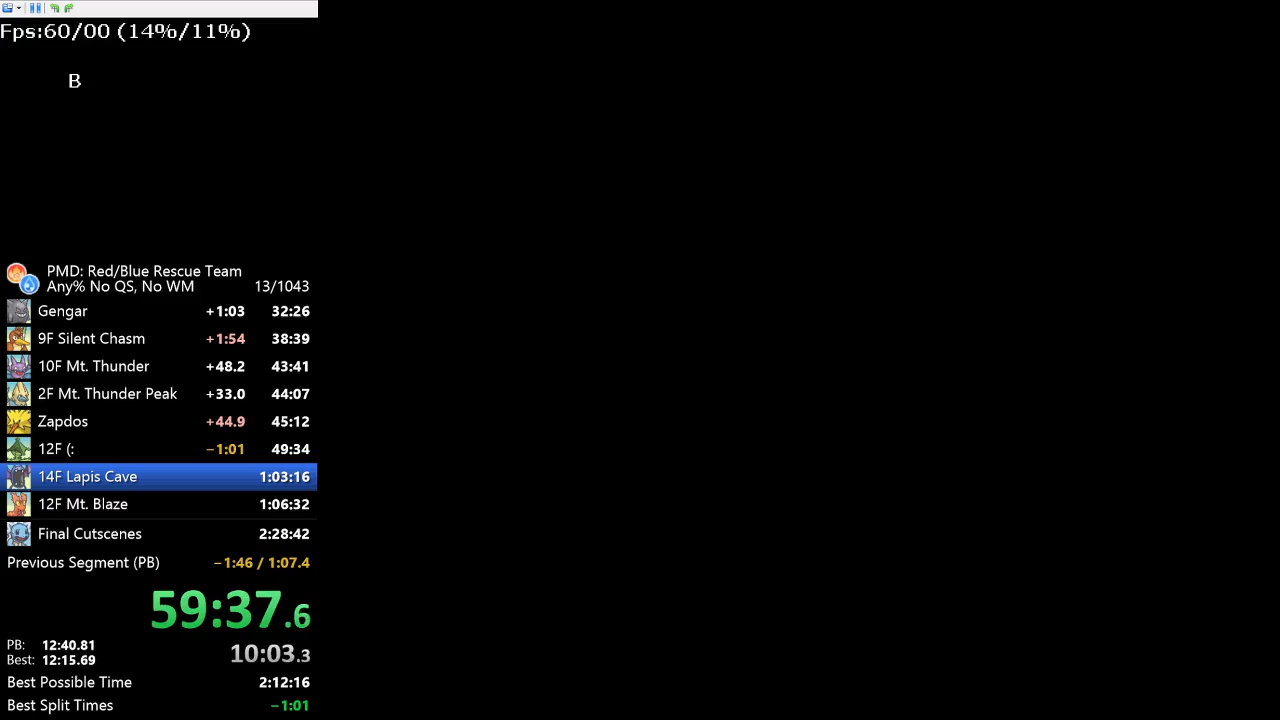 Fps:60/00 (14%/11%)
B
PMD: Red/Blue Rescue Team
Any% No QS, No WM 13/1043
Gengar +1:03 32:26
9F Silent Chasm +1:54 38:39
10F Mt. Thunder +48.2 43:41
2F Mt. Thunder Peak +33.0 44:07
Zapdos +44.9 45:12
12F (: −1:01 49:34
14F Lapis Cave 1:03:16
12F Mt. Blaze 1:06:32
Final Cutscenes 2:28:42
Previous Segment (PB) −1:46 / 1:07.4
59:37.6
PB: 12:40.81
Best: 12:15.69
10:03.3
Best Possible Time 2:12:16
Best Split Times −1:01